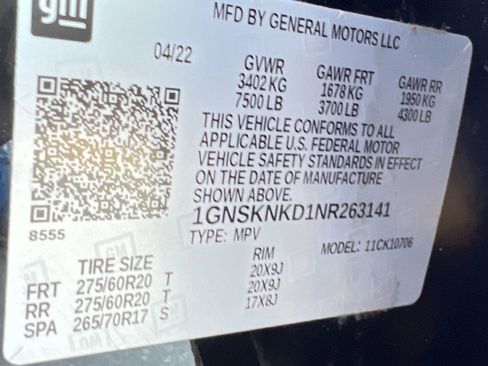 gm
MFD BY GENERAL MOTORS LLC
04/22
GVWR GAWR FRT GAWR RR
3402 KG 1678 KG 1950 KG
7500 LB 3700 LB 4300 LB
THIS VEHICLE CONFORMS TO ALL
APPLICABLE U.S. FEDERAL MOTOR
VEHICLE SAFETY STANDARDS IN EFFECT
ON THE DATE OF MANUFACTURE
SHOWN ABOVE.
1GNSKNKD1NR263141
8555
TYPE: MPV MODEL: 11CK10706
TIRE SIZE RIM
FRT 275/60R20 T 20X9J
RR 275/60R20 T 20X9J
SPA 265/70R17 S 17X8J